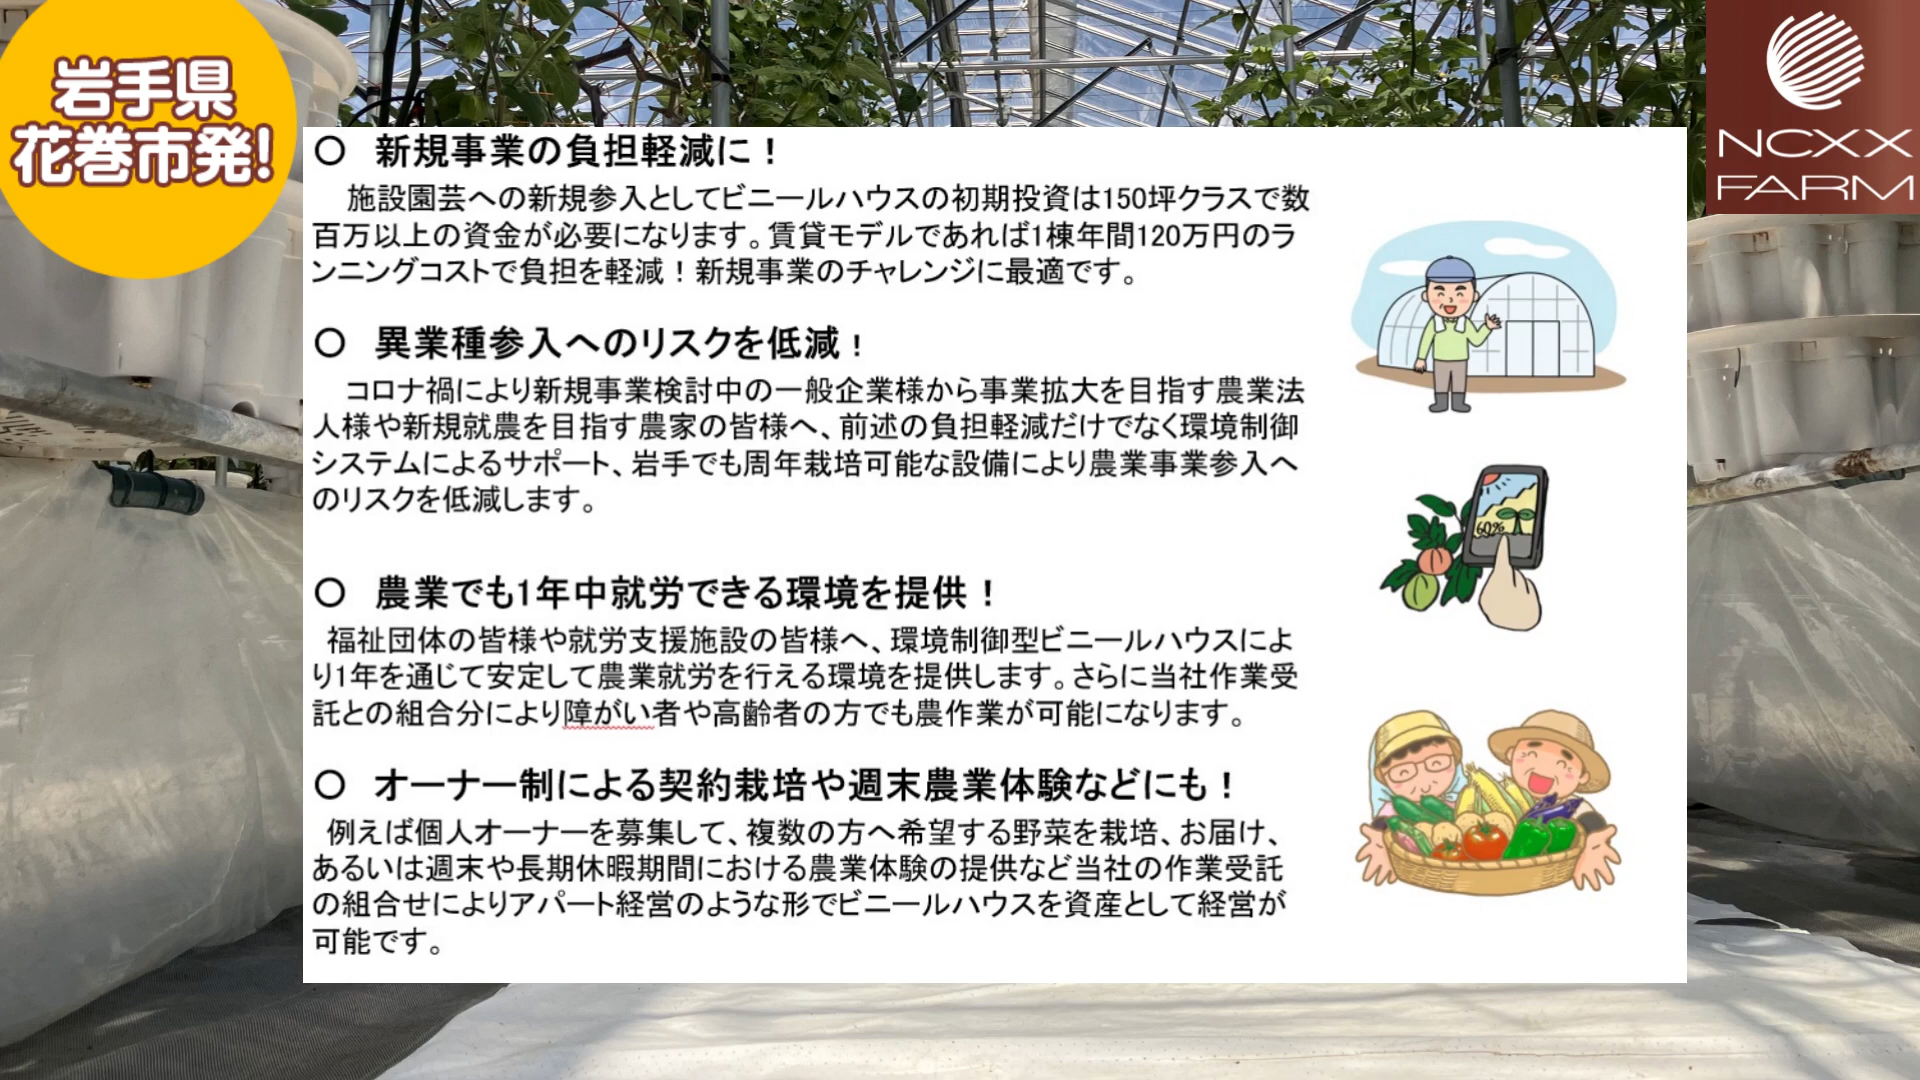 岩手県
花巻市発!
NCXX
FARM
○　新規事業の負担軽減に！
施設園芸への新規参入としてビニールハウスの初期投資は150坪クラスで数
百万以上の資金が必要になります。賃貸モデルであれば1棟年間120万円のラ
ンニングコストで負担を軽減！新規事業のチャレンジに最適です。
○　異業種参入へのリスクを低減！
コロナ禍により新規事業検討中の一般企業様から事業拡大を目指す農業法
人様や新規就農を目指す農家の皆様へ、前述の負担軽減だけでなく環境制御
システムによるサポート、岩手でも周年栽培可能な設備により農業事業参入へ
のリスクを低減します。
60%
○　農業でも1年中就労できる環境を提供！
福祉団体の皆様や就労支援施設の皆様へ、環境制御型ビニールハウスによ
り1年を通じて安定して農業就労を行える環境を提供します。さらに当社作業受
託との組合分により障がい者や高齢者の方でも農作業が可能になります。
○　オーナー制による契約栽培や週末農業体験などにも！
例えば個人オーナーを募集して、複数の方へ希望する野菜を栽培、お届け、
あるいは週末や長期休暇期間における農業体験の提供など当社の作業受託
の組合せによりアパート経営のような形でビニールハウスを資産として経営が
可能です。